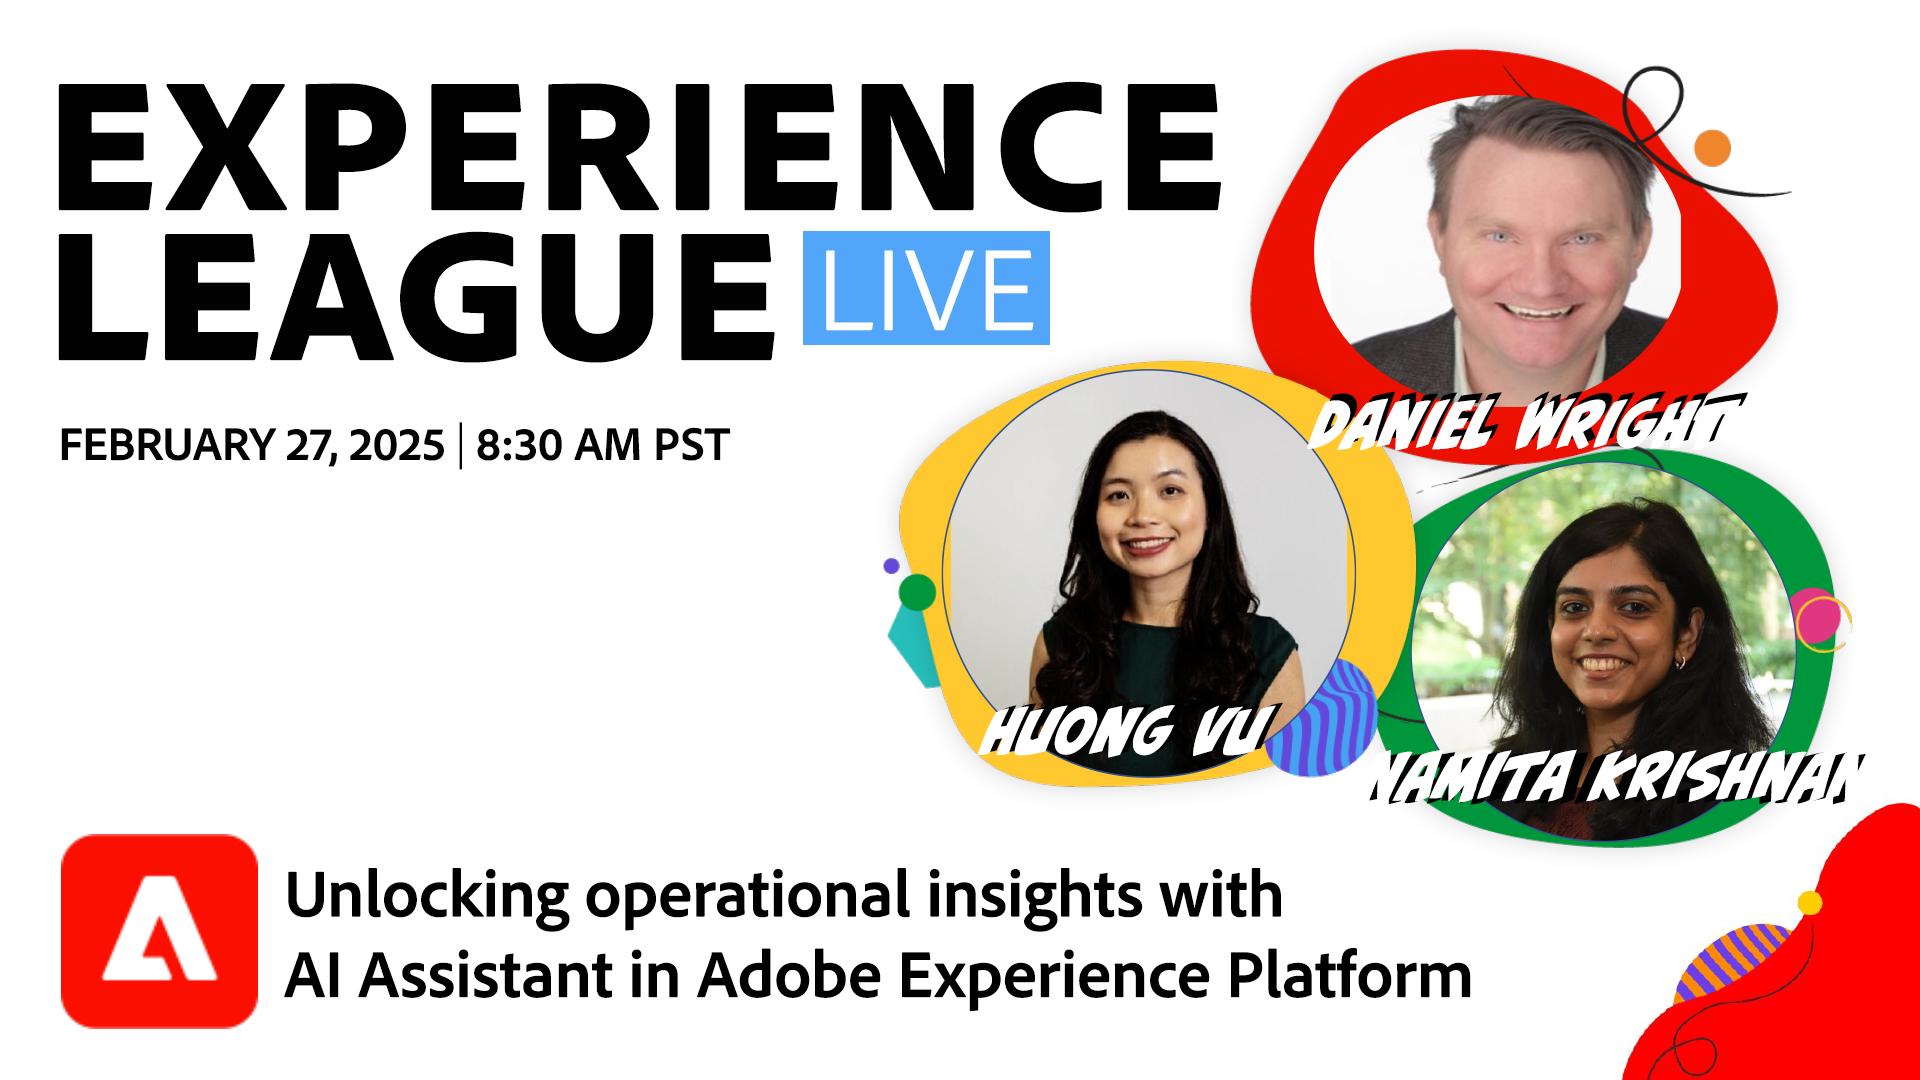 EXPERIENCE
LEAGUE LIVE
FEBRUARY 27, 2025 | 8:30 AM PST
DANIEL WRIGHT
HUONG VU
NAMITA KRISHNAN
Unlocking operational insights with
AI Assistant in Adobe Experience Platform